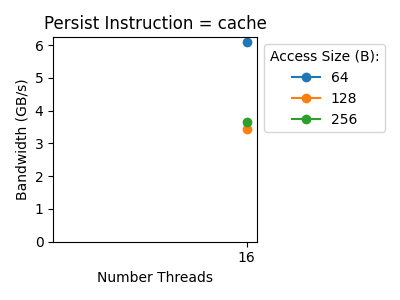 Persist Instruction = cache
Bandwidth (GB/s)
6
5
4
3
2
1
0
16
Number Threads
Access Size (B):
64
128
256